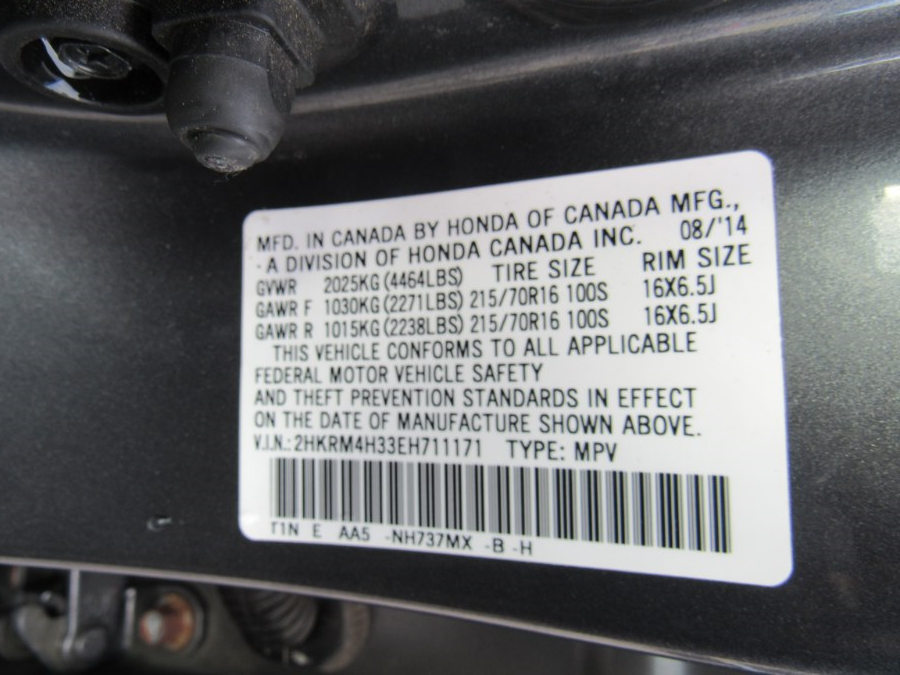 MFD. IN CANADA BY HONDA OF CANADA MFG.,
· A DIVISION OF HONDA CANADA INC. 08/'14
GVWR 2025KG (4464LBS) TIRE SIZE RIM SIZE
GAWR F 1030KG (2271LBS) 215/70R16 100S 16X6.5J
GAWR R 1015KG (2238LBS) 215/70R16 100S 16X6.5J
THIS VEHICLE CONFORMS TO ALL APPLICABLE
FEDERAL MOTOR VEHICLE SAFETY
AND THEFT PREVENTION STANDARDS IN EFFECT
ON THE DATE OF MANUFACTURE SHOWN ABOVE.
V.I.N.: 2HKRM4H33EH711171 TYPE: MPV
T1N E AA5 -NH737MX -B -H